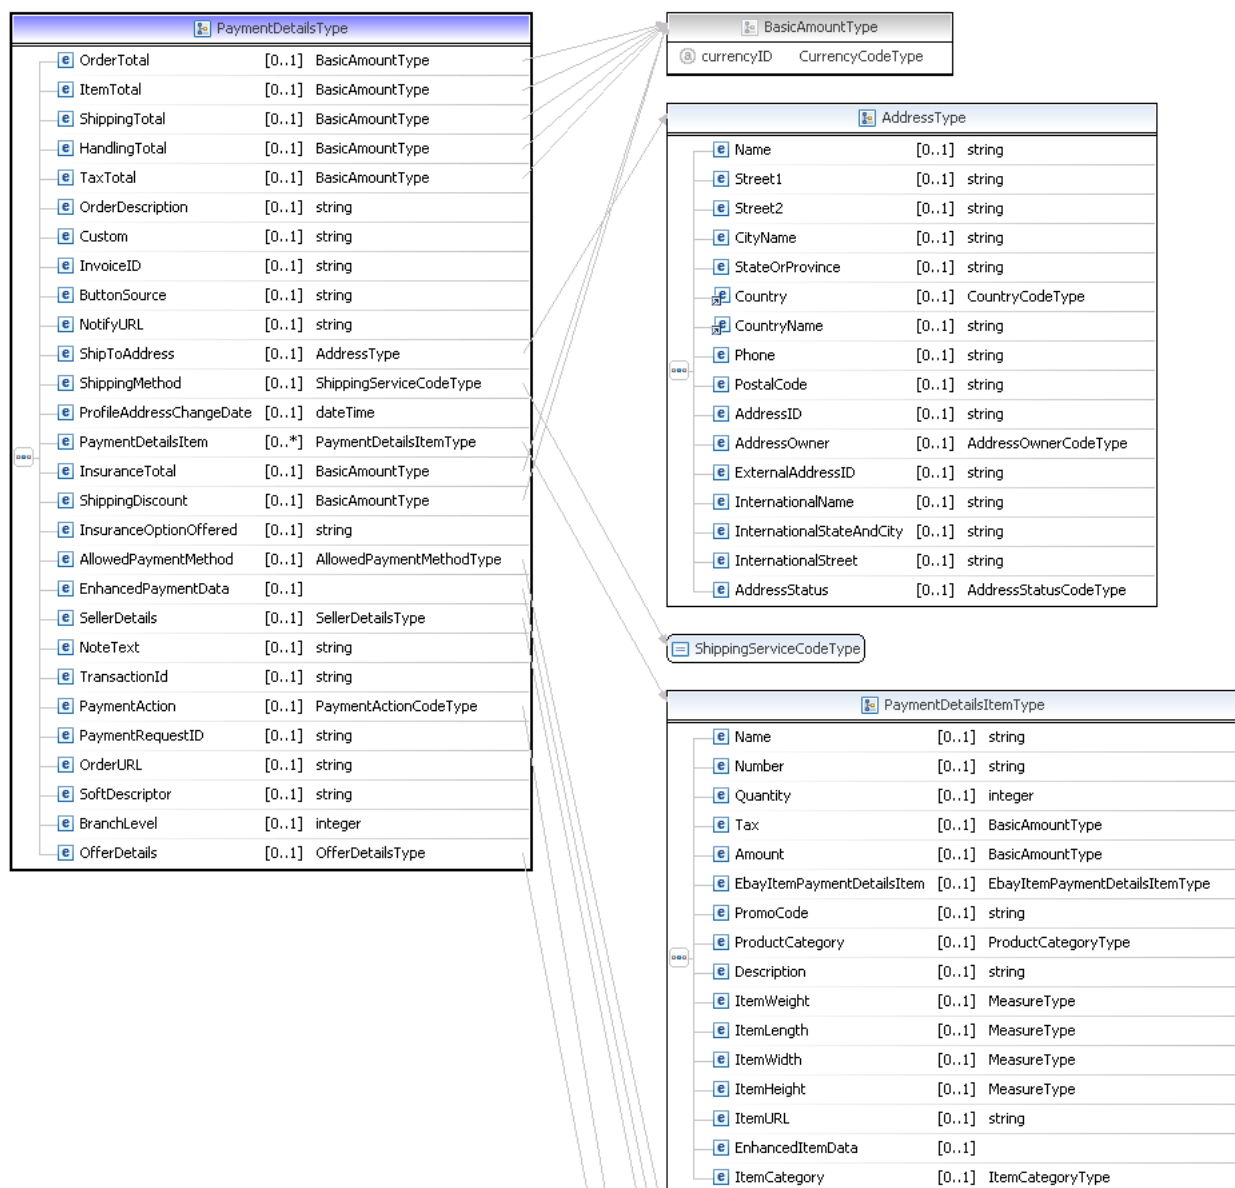 PaymentDetailsType
OrderTotal [0..1] BasicAmountType
ItemTotal [0..1] BasicAmountType
ShippingTotal [0..1] BasicAmountType
HandlingTotal [0..1] BasicAmountType
TaxTotal [0..1] BasicAmountType
OrderDescription [0..1] string
Custom [0..1] string
InvoiceID [0..1] string
ButtonSource [0..1] string
NotifyURL [0..1] string
ShipToAddress [0..1] AddressType
ShippingMethod [0..1] ShippingServiceCodeType
ProfileAddressChangeDate [0..1] dateTime
PaymentDetailsItem [0..*] PaymentDetailsItemType
InsuranceTotal [0..1] BasicAmountType
ShippingDiscount [0..1] BasicAmountType
InsuranceOptionOffered [0..1] string
AllowedPaymentMethod [0..1] AllowedPaymentMethodType
EnhancedPaymentData [0..1]
SellerDetails [0..1] SellerDetailsType
NoteText [0..1] string
TransactionId [0..1] string
PaymentAction [0..1] PaymentActionCodeType
PaymentRequestID [0..1] string
OrderURL [0..1] string
SoftDescriptor [0..1] string
BranchLevel [0..1] integer
OfferDetails [0..1] OfferDetailsType
BasicAmountType
currencyID CurrencyCodeType
AddressType
Name [0..1] string
Street1 [0..1] string
Street2 [0..1] string
CityName [0..1] string
StateOrProvince [0..1] string
Country [0..1] CountryCodeType
CountryName [0..1] string
Phone [0..1] string
PostalCode [0..1] string
AddressID [0..1] string
AddressOwner [0..1] AddressOwnerCodeType
ExternalAddressID [0..1] string
InternationalName [0..1] string
InternationalStateAndCity [0..1] string
InternationalStreet [0..1] string
AddressStatus [0..1] AddressStatusCodeType
ShippingServiceCodeType
PaymentDetailsItemType
Name [0..1] string
Number [0..1] string
Quantity [0..1] integer
Tax [0..1] BasicAmountType
Amount [0..1] BasicAmountType
EbayItemPaymentDetailsItem [0..1] EbayItemPaymentDetailsItemType
PromoCode [0..1] string
ProductCategory [0..1] ProductCategoryType
Description [0..1] string
ItemWeight [0..1] MeasureType
ItemLength [0..1] MeasureType
ItemWidth [0..1] MeasureType
ItemHeight [0..1] MeasureType
ItemURL [0..1] string
EnhancedItemData [0..1]
ItemCategory [0..1] ItemCategoryType